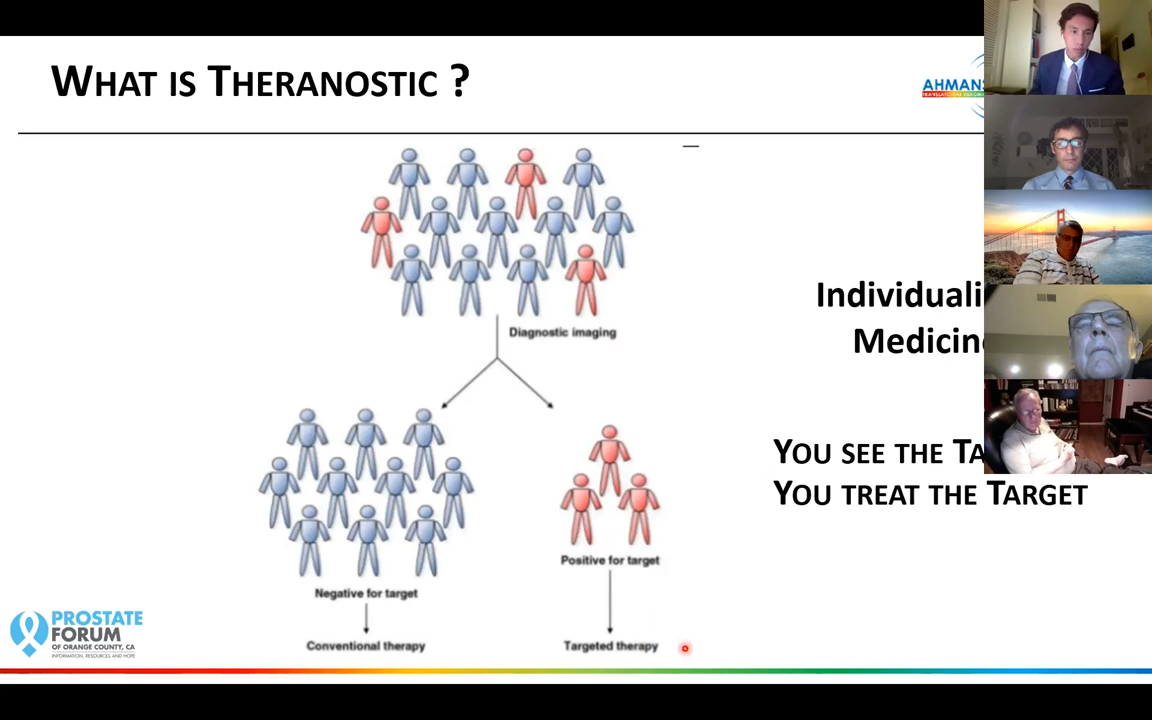 WHAT IS THERANOSTIC ?
AHMANS
Diagnostic imaging
Individuali
Medicin
YOU SEE THE TA
YOU TREAT THE TARGET
Positive for target
Negative for target
Conventional therapy
Targeted therapy
PROSTATE
FORUM
OF ORANGE COUNTY, CA
INFORMATION, RESOURCES AND HOPE